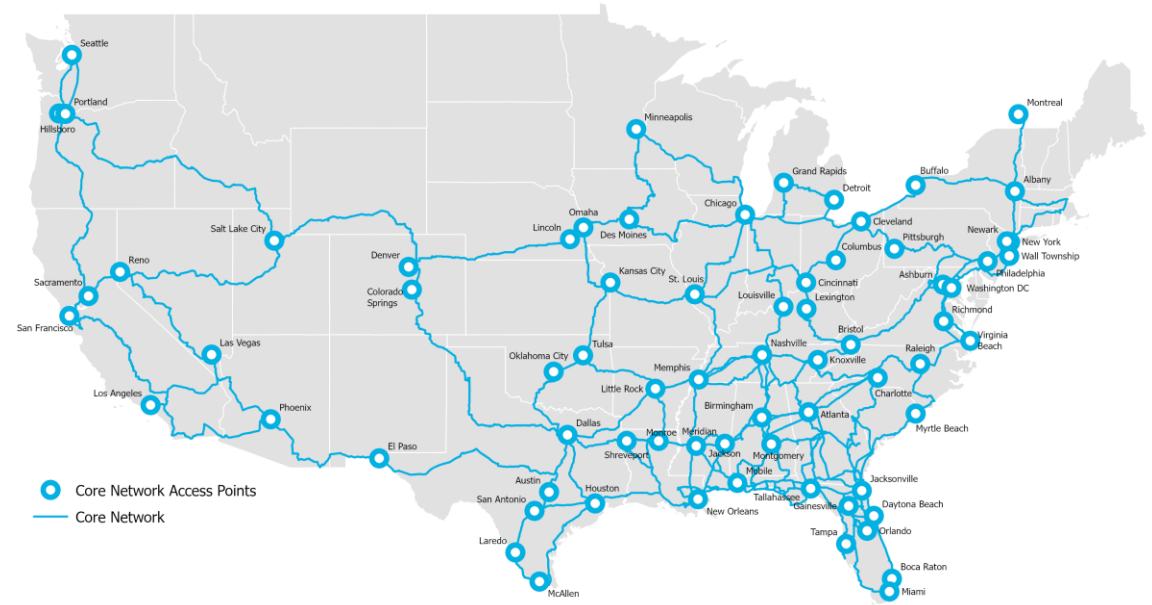 Seattle
Portland
Hillsboro
Montreal
Minneapolis
Grand Rapids
Buffalo
Albany
Detroit
Chicago
Omaha
Cleveland
Salt Lake City
Lincoln
Des Moines
Newark
New York
Pittsburgh
Columbus
Wall Township
Denver
Reno
Kansas City
St. Louis
Ashburn
Philadelphia
Sacramento
Cincinnati
Washington DC
Colorado
Springs
Louisville
Lexington
Richmond
San Francisco
Bristol
Virginia
Beach
Las Vegas
Nashville
Raleigh
Oklahoma City
Tulsa
Knoxville
Memphis
Little Rock
Los Angeles
Charlotte
Phoenix
Birmingham
Atlanta
Myrtle Beach
Dallas
Monroe
Meridian
El Paso
Shreveport
Jackson
Montgomery
Mobile
Austin
Houston
Jacksonville
Core Network Access Points
San Antonio
Tallahassee
Gainesville
Daytona Beach
New Orleans
Core Network
Tampa
Orlando
Laredo
Boca Raton
McAllen
Miami